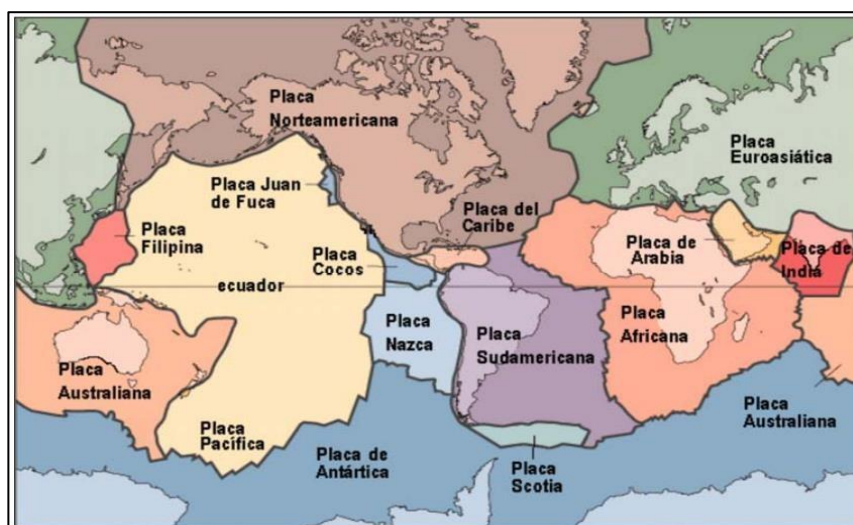 Placa
Norteamericana
Placa
Euroasiática
Placa Juan
de Fuca
Placa
Filipina
Placa del
Caribe
Placa
Cocos
Placa de
Arabia
Placa de
India
ecuador
Placa
Nazca
Placa
Sudamericana
Placa
Africana
Placa
Australiana
Placa
Pacífica
Placa de
Antártica
Placa
Scotia
Placa
Australiana